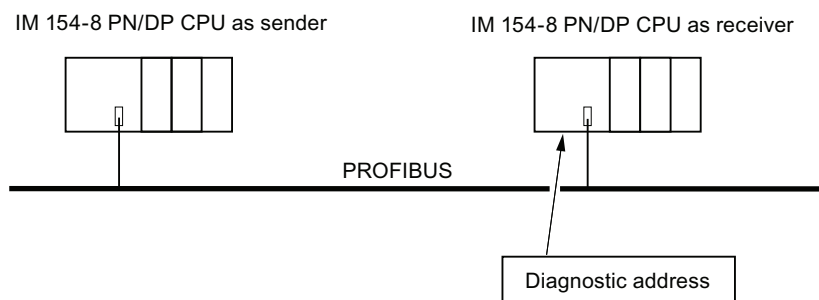 IM 154-8 PN/DP CPU as sender
IM 154-8 PN/DP CPU as receiver
PROFIBUS
Diagnostic address